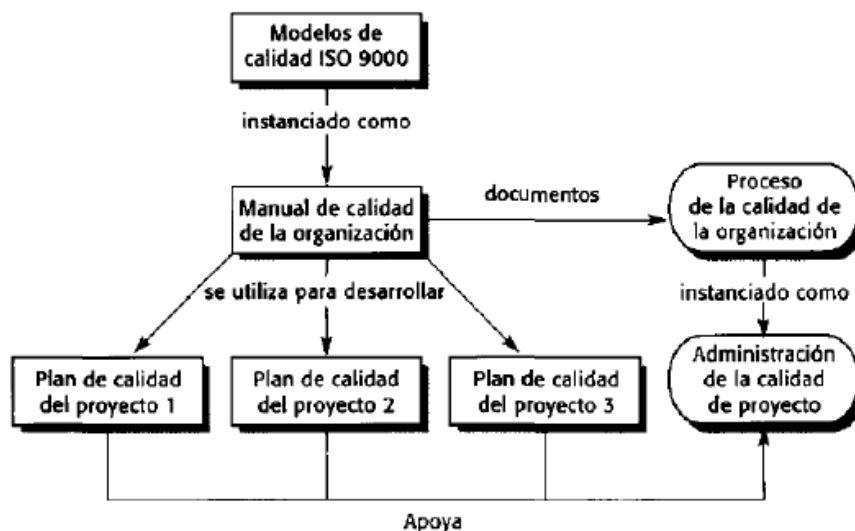 Modelos de
calidad ISO 9000
instanciado como
Manual de calidad
de la organización
documentos
Proceso
de la calidad de
la organización
se utiliza para desarrollar
instanciado como
Plan de calidad
del proyecto 1
Plan de calidad
del proyecto 2
Plan de calidad
del proyecto 3
Administración
de la calidad
de proyecto
Apoya